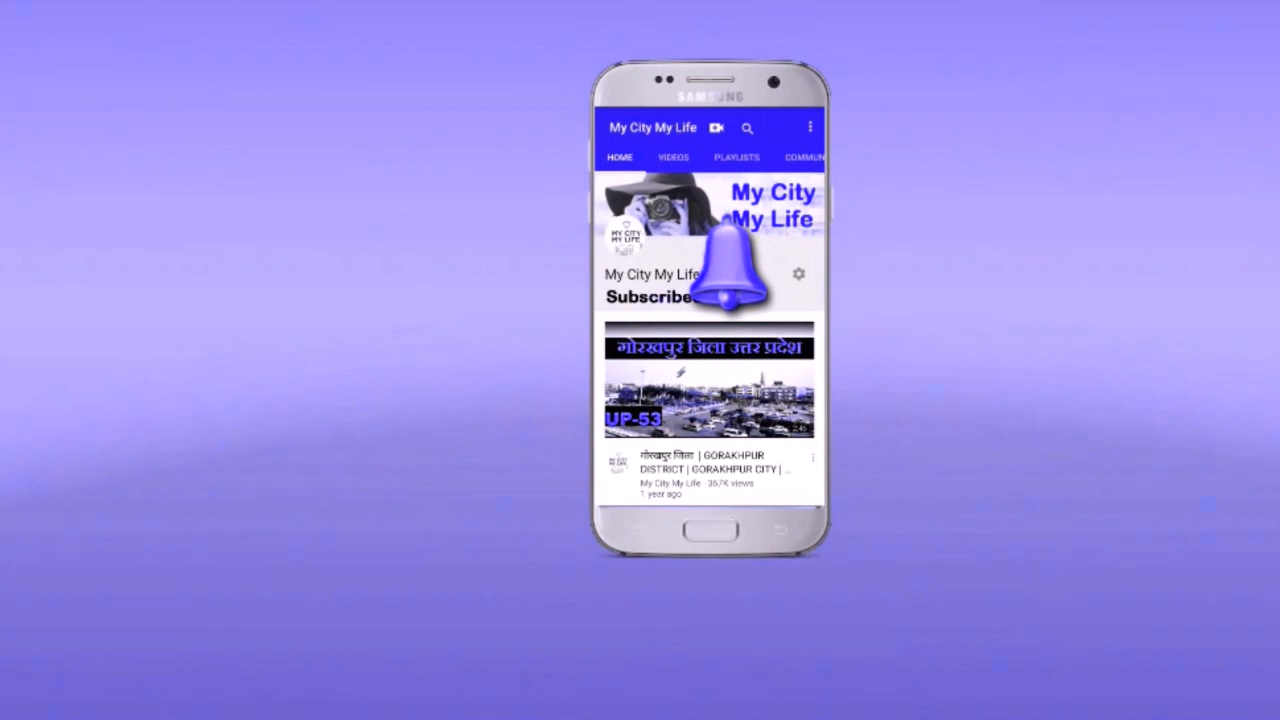 SAMSUNG
My City My Life
HOME VIDEOS PLAYLISTS COMMUN
My City
My Life
MY CITY
MY LIFE
My City My Life
Subscribe
गोरखपुर जिला उत्तर प्रदेश
UP-53
2:45
गोरखपुर जिला | GORAKHPUR
DISTRICT | GORAKHPUR CITY | ...
My City My Life · 367K views
1 year ago